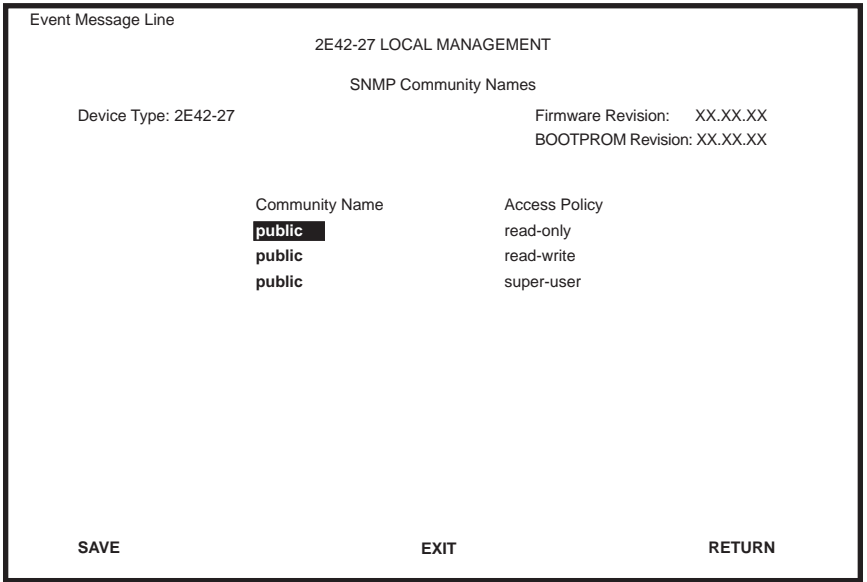 Event Message Line
2E42-27 LOCAL MANAGEMENT
SNMP Community Names
Device Type: 2E42-27 Firmware Revision: XX.XX.XX
BOOTPROM Revision: XX.XX.XX
Community Name Access Policy
public read-only
public read-write
public super-user
SAVE EXIT RETURN